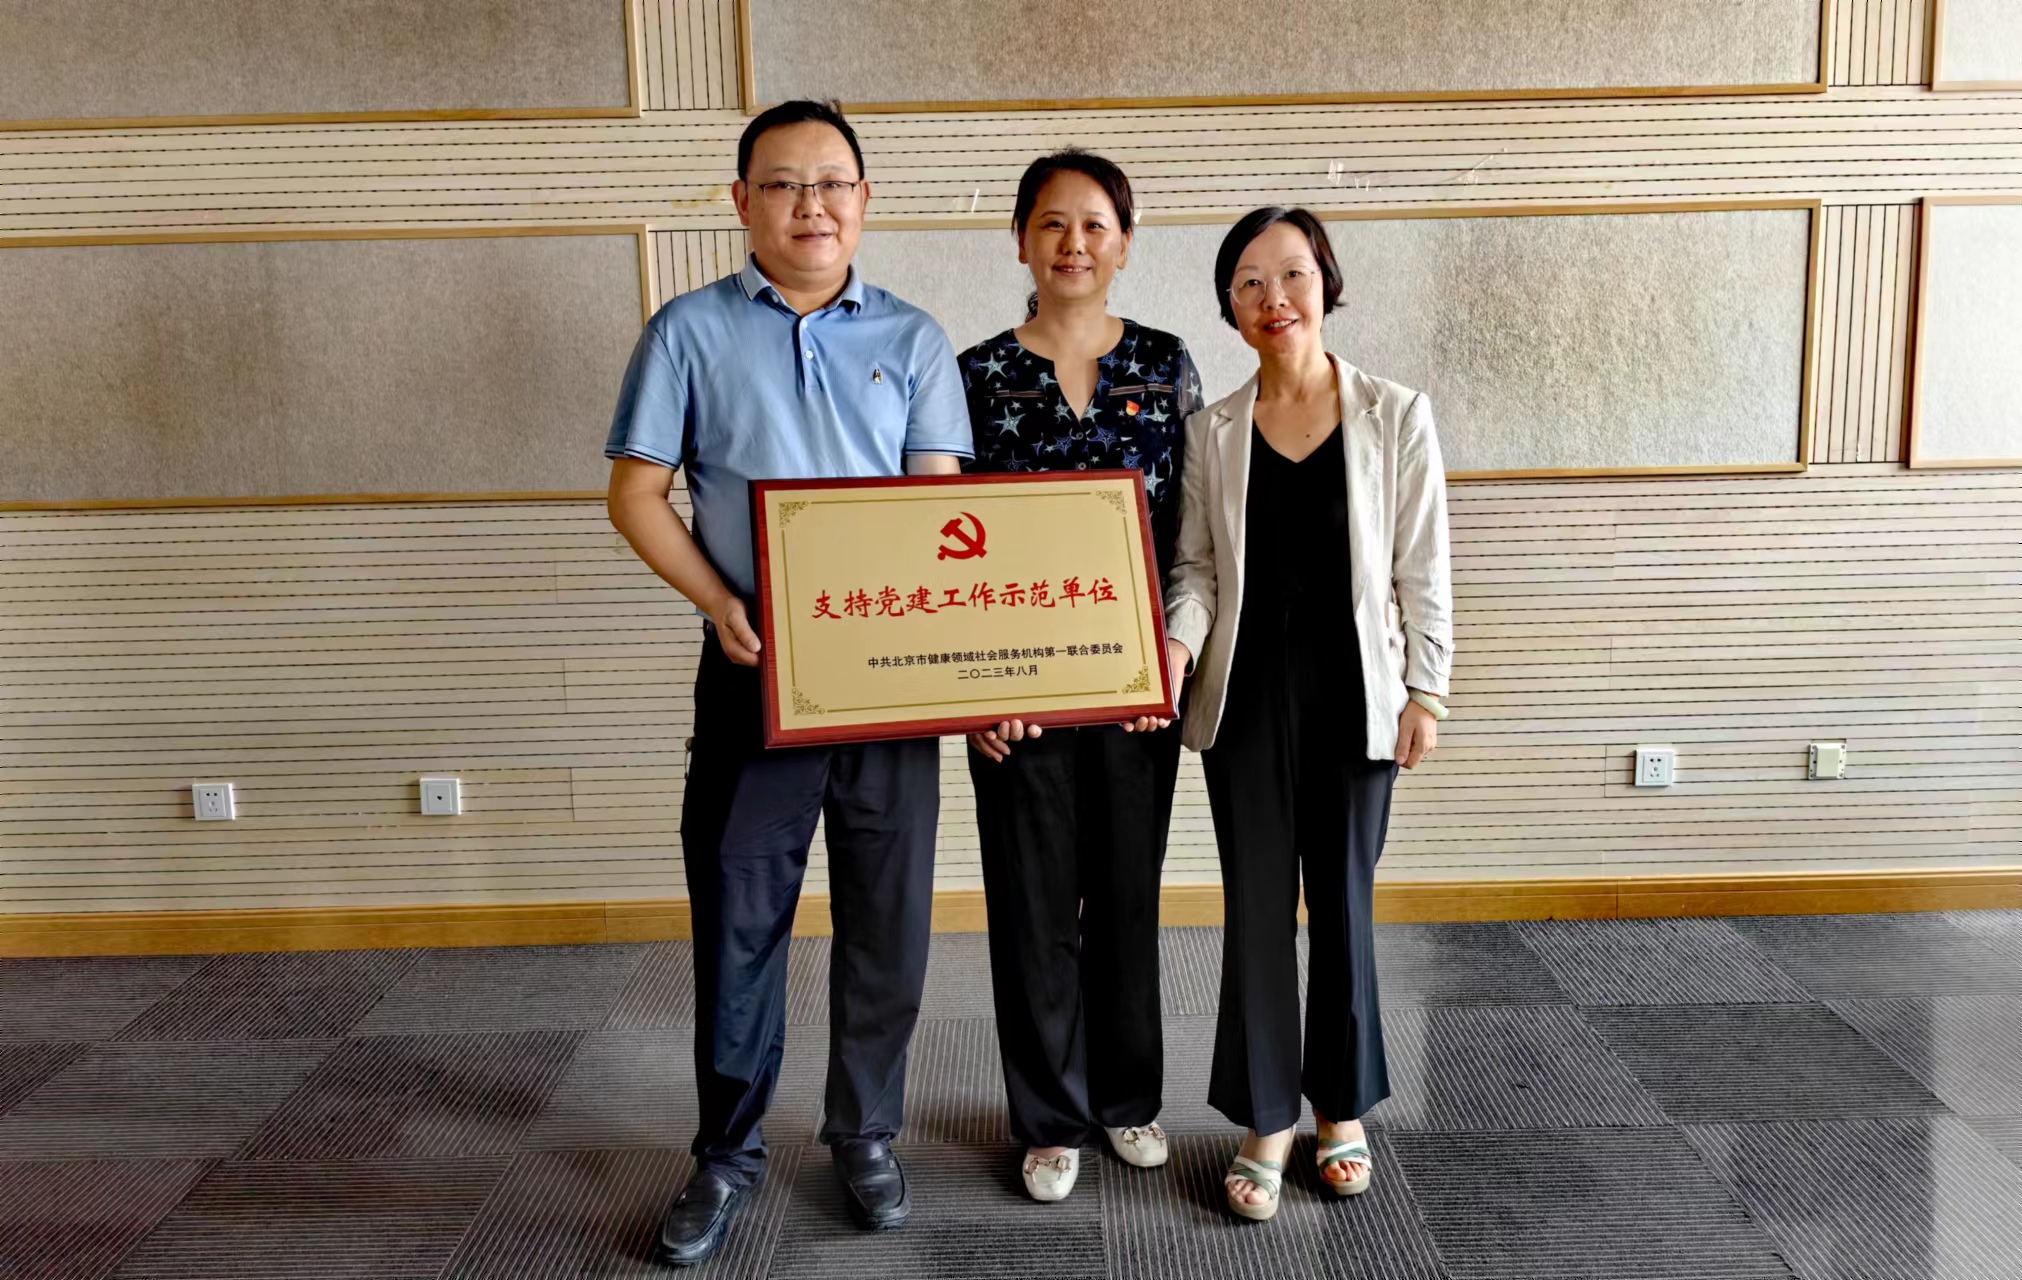 支持党建工作示范单位
中共北京市健康领域社会服务机构第一联合委员会
二〇二三年八月